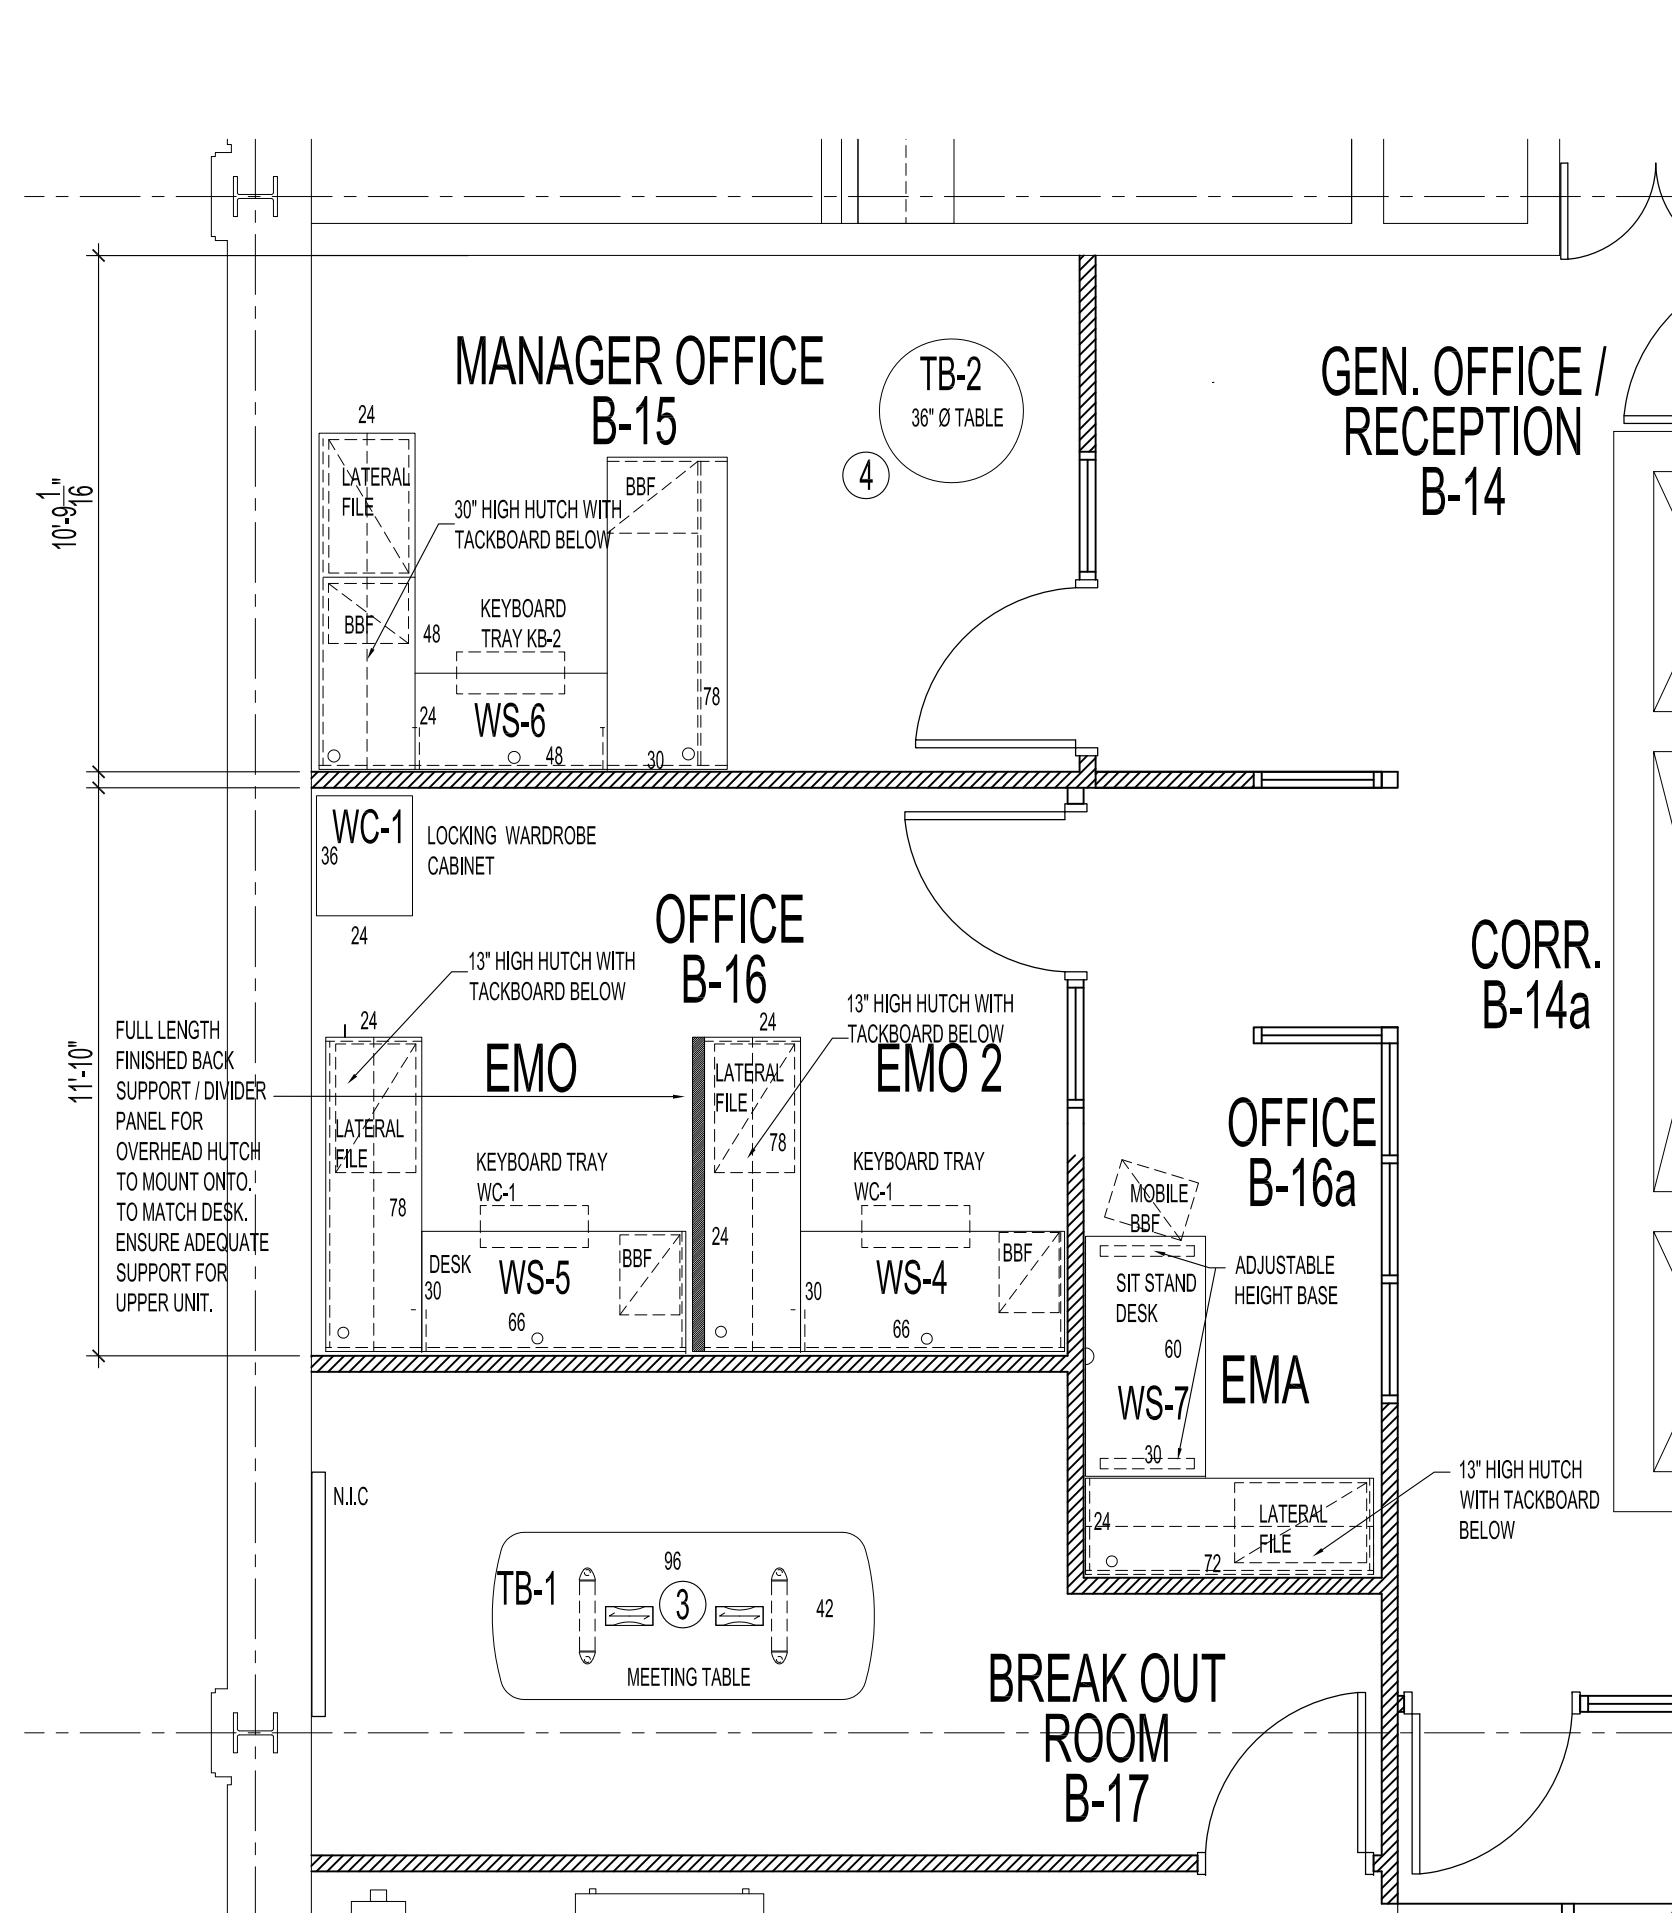 MANAGER OFFICE
B-15
TB-2
36" Ø TABLE
4
GEN. OFFICE /
RECEPTION
B-14
24
LATERAL
FILE
BBF
30" HIGH HUTCH WITH
TACKBOARD BELOW
BBF
48
KEYBOARD
TRAY KB-2
24
WS-6
48
78
30
10'-9 1/16"
WC-1
36
24
LOCKING WARDROBE
CABINET
OFFICE
B-16
CORR.
B-14a
13" HIGH HUTCH WITH
TACKBOARD BELOW
13" HIGH HUTCH WITH
TACKBOARD BELOW
11'-10"
FULL LENGTH
FINISHED BACK
SUPPORT / DIVIDER
PANEL FOR
OVERHEAD HUTCH
TO MOUNT ONTO.
TO MATCH DESK.
ENSURE ADEQUATE
SUPPORT FOR
UPPER UNIT.
24
EMO
LATERAL
FILE
78
KEYBOARD TRAY
WC-1
DESK
30
WS-5
66
BBF
24
EMO 2
LATERAL
FILE
78
24
KEYBOARD TRAY
WC-1
30
WS-4
66
BBF
OFFICE
B-16a
MOBILE
BBF
SIT STAND
DESK
ADJUSTABLE
HEIGHT BASE
60
WS-7
EMA
30
24
LATERAL
FILE
72
13" HIGH HUTCH
WITH TACKBOARD
BELOW
N.I.C
TB-1
96
3
42
MEETING TABLE
BREAK OUT
ROOM
B-17